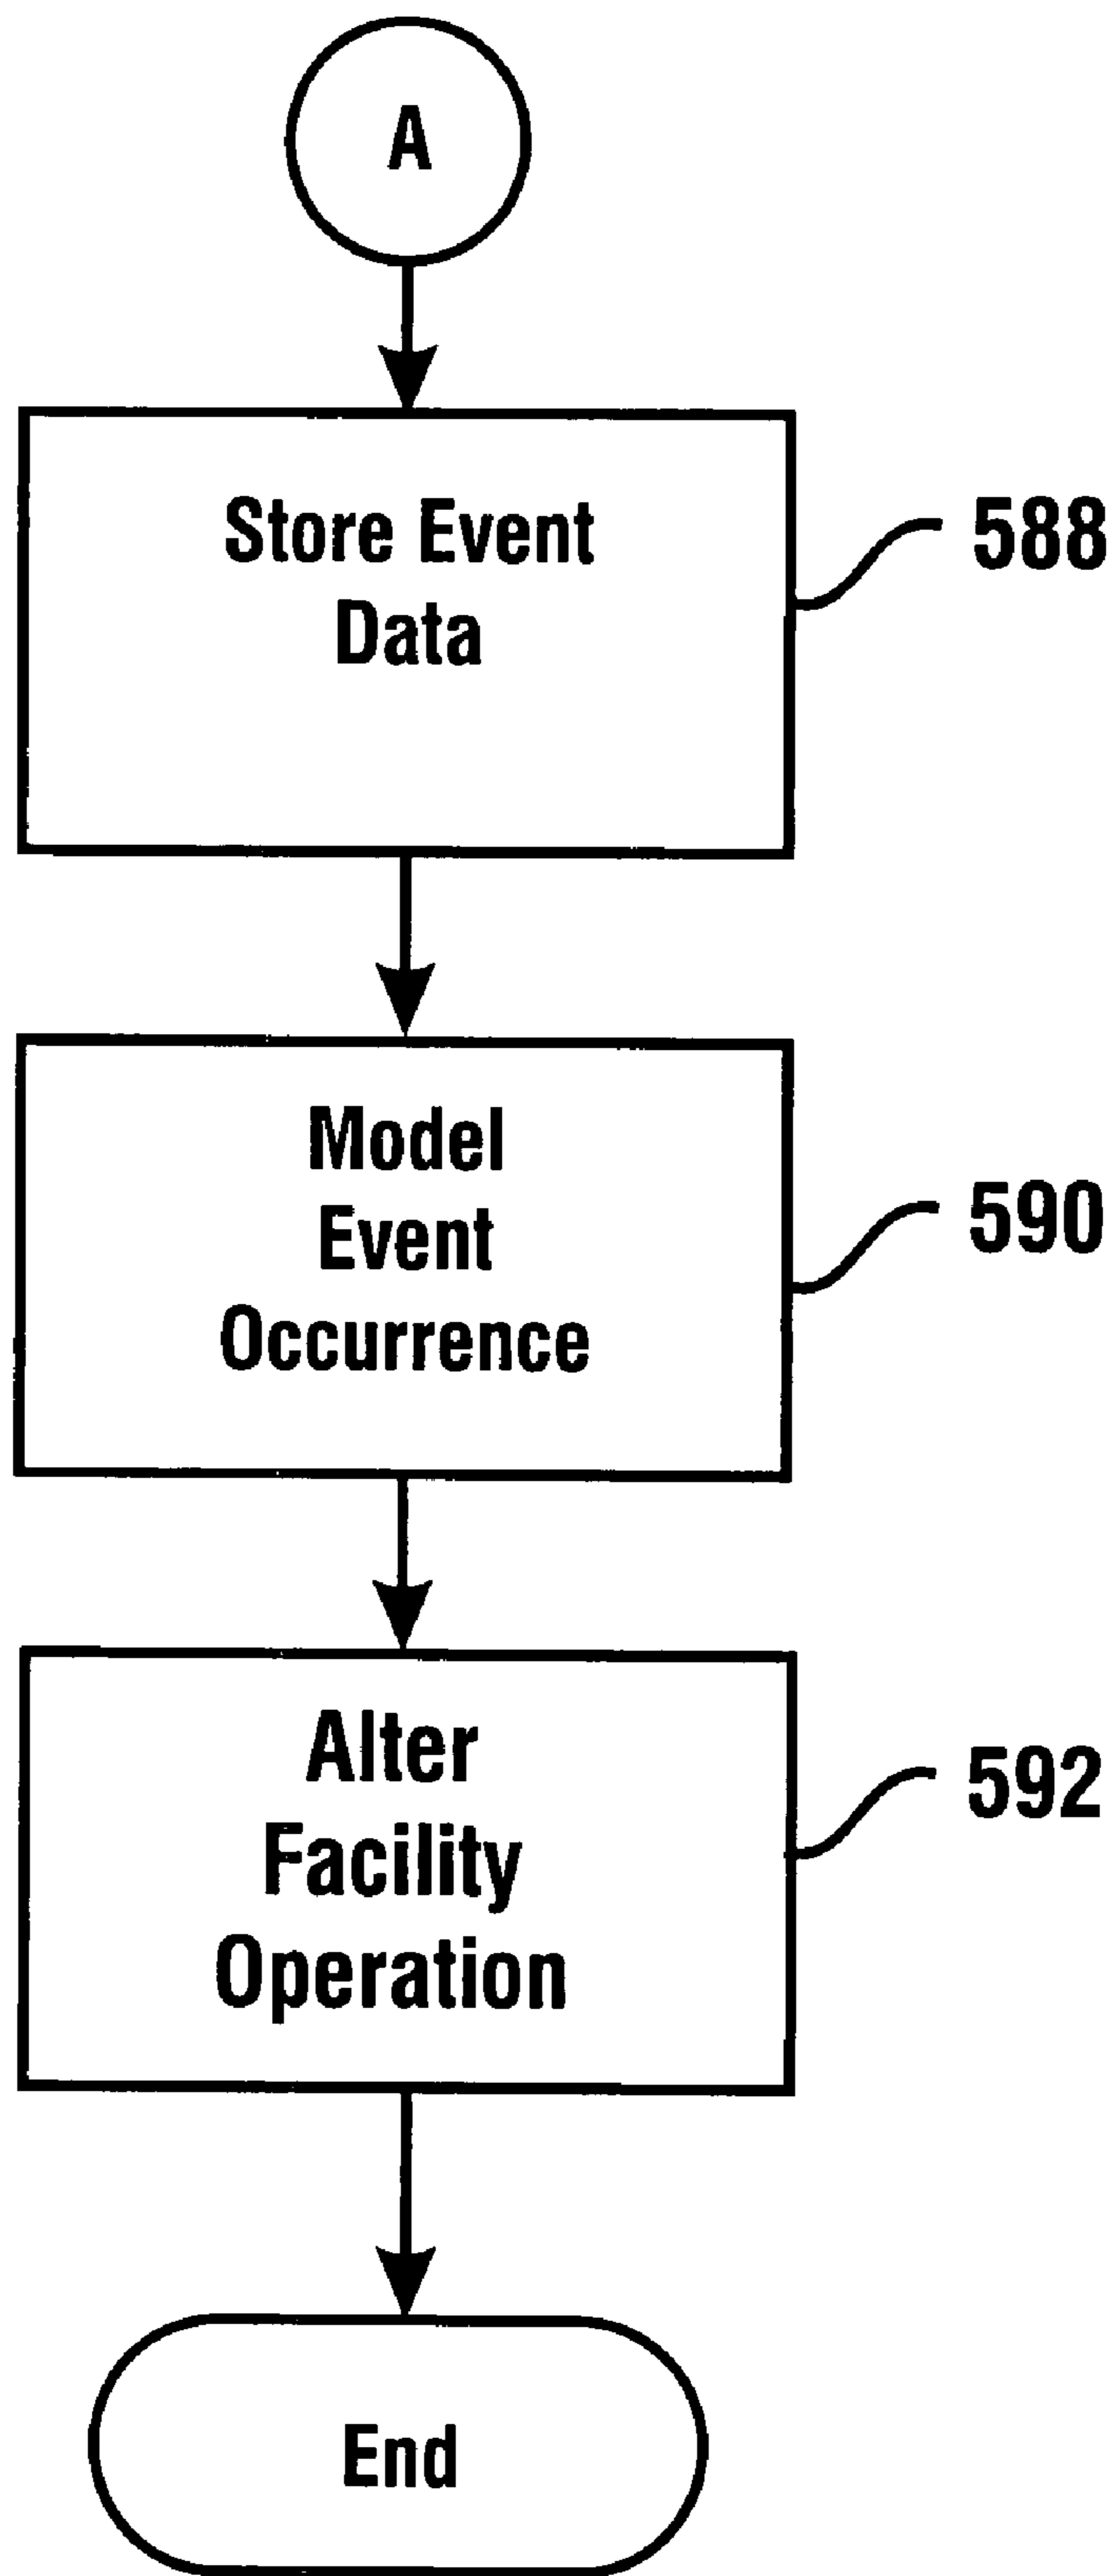 A
Store Event
Data
588
Model
Event
Occurrence
590
Alter
Facility
Operation
592
End